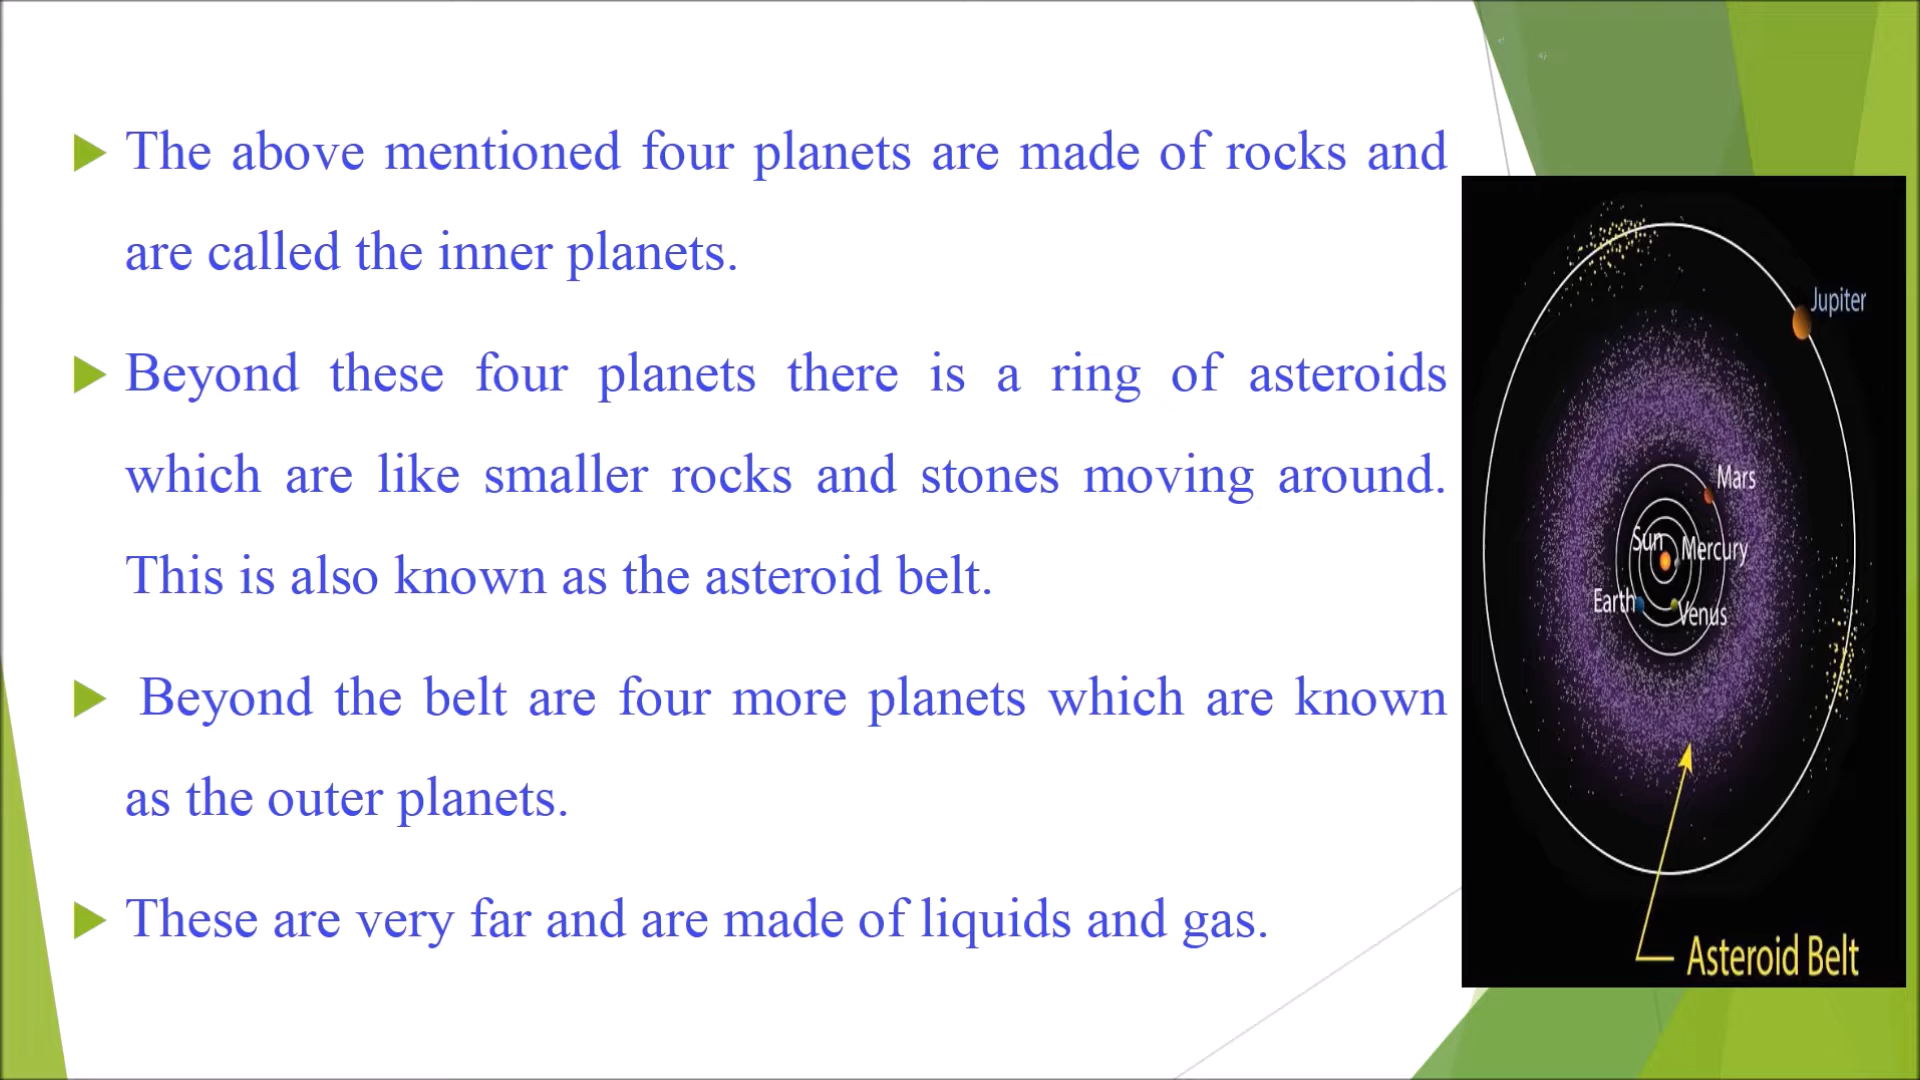 The above mentioned four planets are made of rocks and
are called the inner planets.
Beyond these four planets there is a ring of asteroids
which are like smaller rocks and stones moving around.
This is also known as the asteroid belt.
Beyond the belt are four more planets which are known
as the outer planets.
These are very far and are made of liquids and gas.
Jupiter
Mars
Sun
Mercury
Earth
Venus
Asteroid Belt